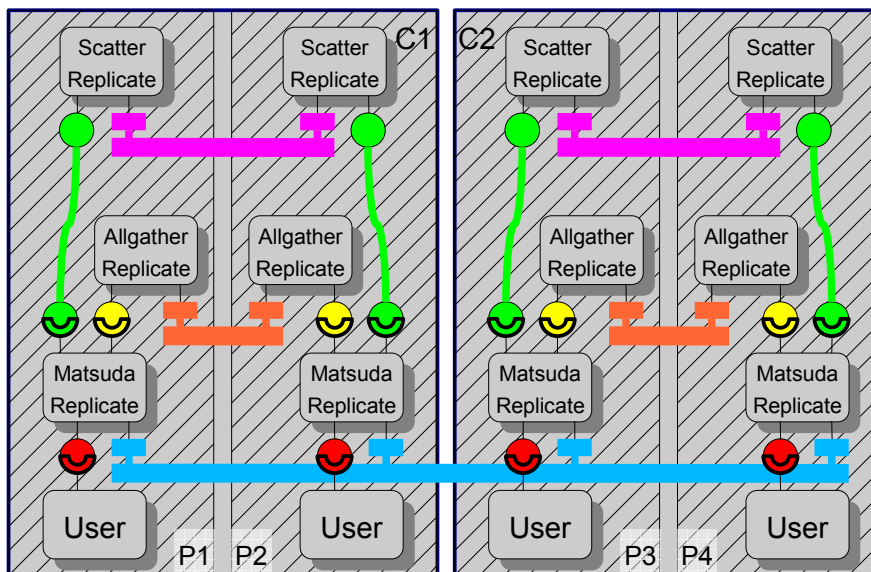 Scatter
Replicate
Scatter
Replicate
C1
C2
Scatter
Replicate
Scatter
Replicate
Allgather
Replicate
Allgather
Replicate
Allgather
Replicate
Allgather
Replicate
Matsuda
Replicate
Matsuda
Replicate
Matsuda
Replicate
Matsuda
Replicate
User
P1
P2
User
User
P3
P4
User